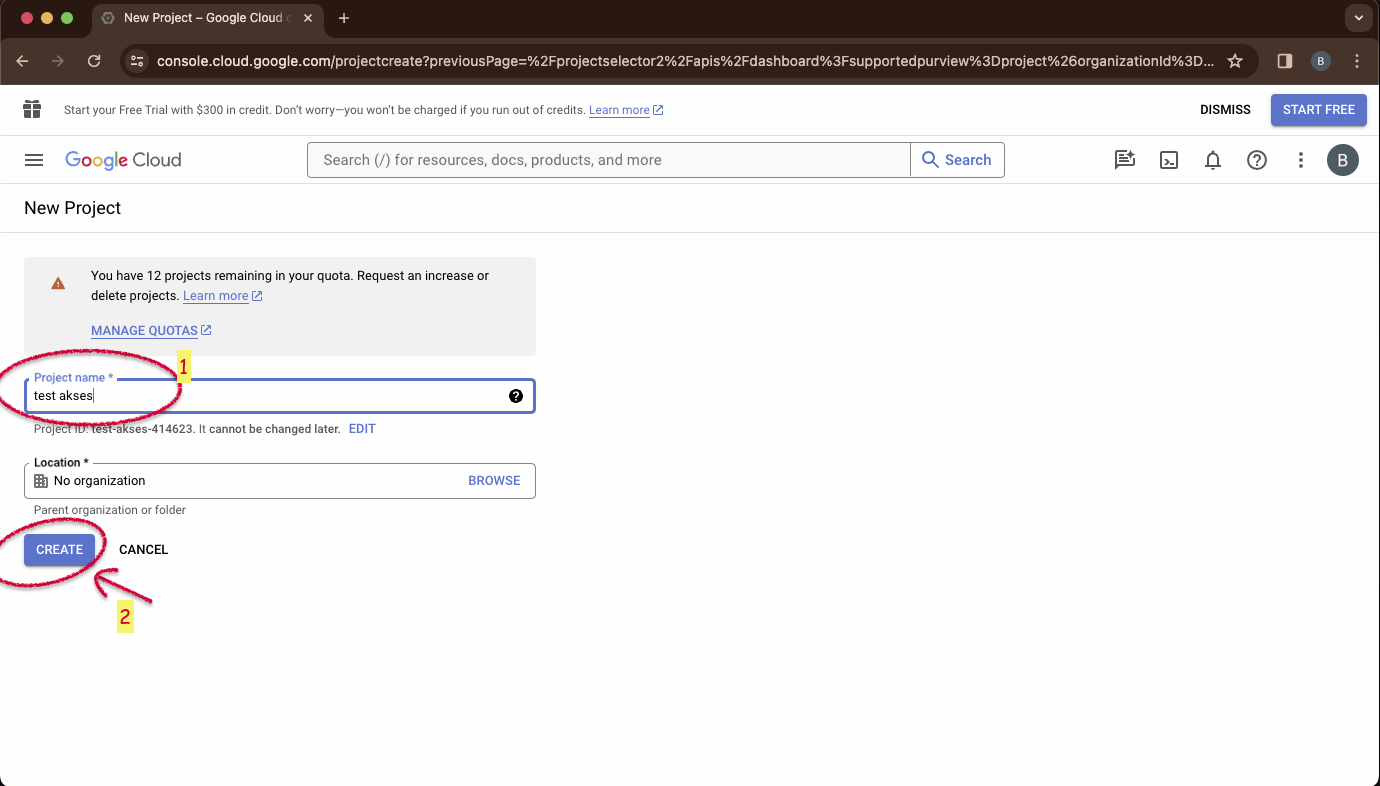 New Project – Google Cloud c
console.cloud.google.com/projectcreate?previousPage=%2Fprojectselector2%2Fapis%2Fdashboard%3Fsupportedpurview%3Dproject%26organizationId%3D...
B
Start your Free Trial with $300 in credit. Don’t worry—you won’t be charged if you run out of credits. Learn more
DISMISS
START FREE
Google Cloud
Search (/) for resources, docs, products, and more
Search
B
New Project
You have 12 projects remaining in your quota. Request an increase or
delete projects. Learn more
MANAGE QUOTAS
1
Project name *
test akses
Project ID: test-akses-414623. It cannot be changed later. EDIT
Location *
No organization
BROWSE
Parent organization or folder
CREATE
CANCEL
2